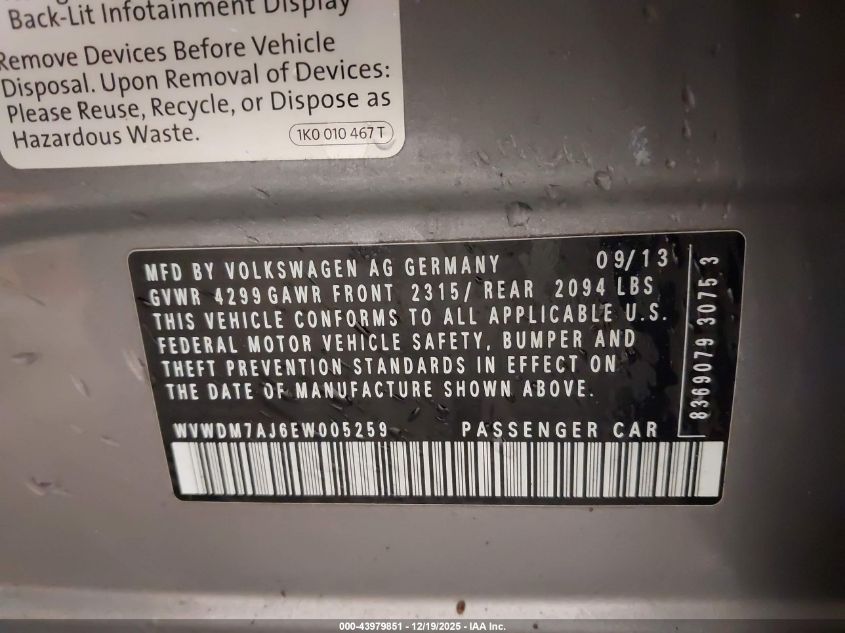 Back-Lit Infotainment Display
Remove Devices Before Vehicle
Disposal. Upon Removal of Devices:
Please Reuse, Recycle, or Dispose as
Hazardous Waste.
1K0 010 467 T
MFD BY VOLKSWAGEN AG GERMANY 09/13
GVWR 4299 GAWR FRONT 2315/ REAR 2094 LBS
THIS VEHICLE CONFORMS TO ALL APPLICABLE U.S.
FEDERAL MOTOR VEHICLE SAFETY, BUMPER AND
THEFT PREVENTION STANDARDS IN EFFECT ON
THE DATE OF MANUFACTURE SHOWN ABOVE.
WVWDM7AJ6EW005259 PASSENGER CAR
8369079 3075 3
000-43979851 | 12/19/2025 - IAA Inc.